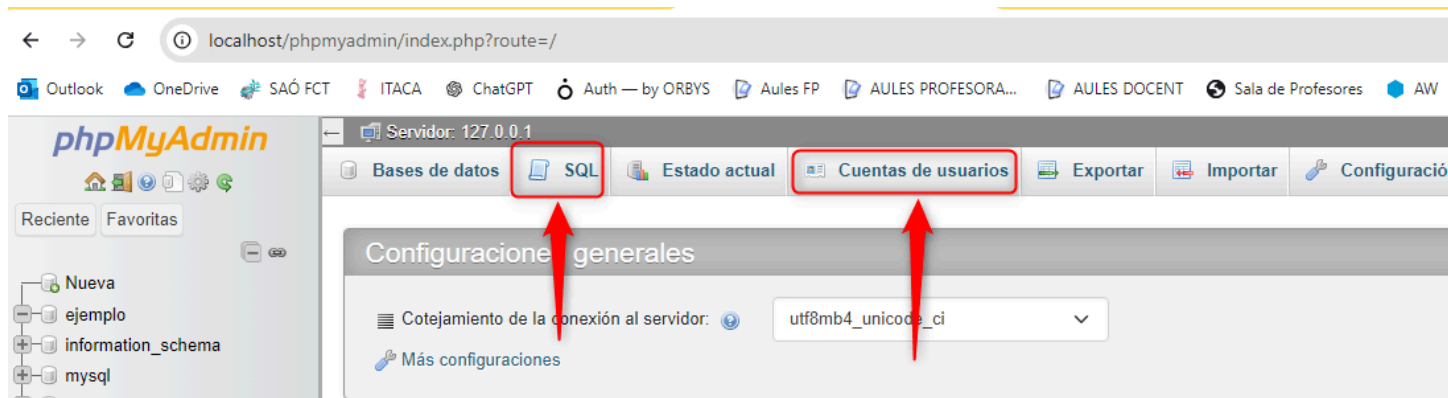 localhost/phpmyadmin/index.php?route=/
Outlook OneDrive SAÓ FCT ITACA ChatGPT Auth — by ORBYS Aules FP AULES PROFESORA... AULES DOCENT Sala de Profesores AW
phpMyAdmin
Servidor: 127.0.0.1
Bases de datos SQL Estado actual Cuentas de usuarios Exportar Importar Configuració
Reciente Favoritas
Configuraciones generales
Nueva
ejemplo
Cotejamiento de la conexión al servidor: utf8mb4_unicode_ci
information_schema
Más configuraciones
mysql